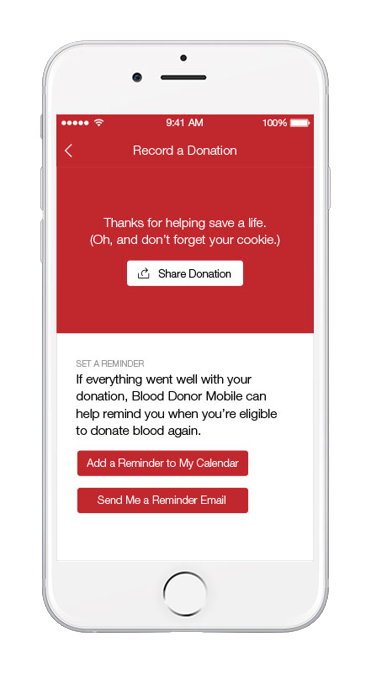 9:41 AM
100%
Record a Donation
Thanks for helping save a life.
(Oh, and don't forget your cookie.)
Share Donation
SET A REMINDER
If everything went well with your
donation, Blood Donor Mobile can
help remind you when you're eligible
to donate blood again.
Add a Reminder to My Calendar
Send Me a Reminder Email